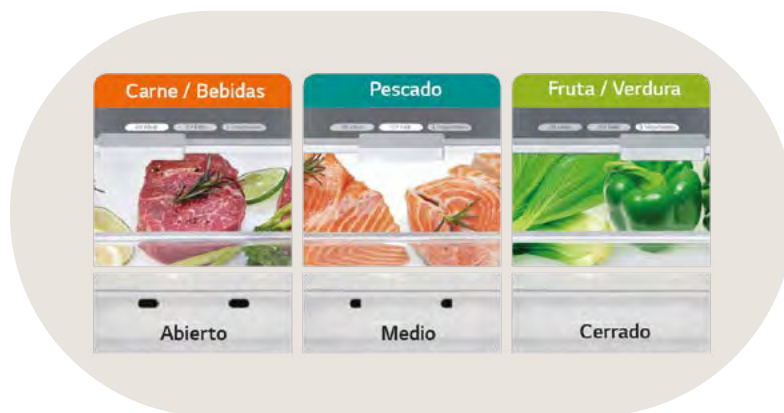 Carne / Bebidas
Pescado
Fruta / Verdura
Abierto
Medio
Cerrado